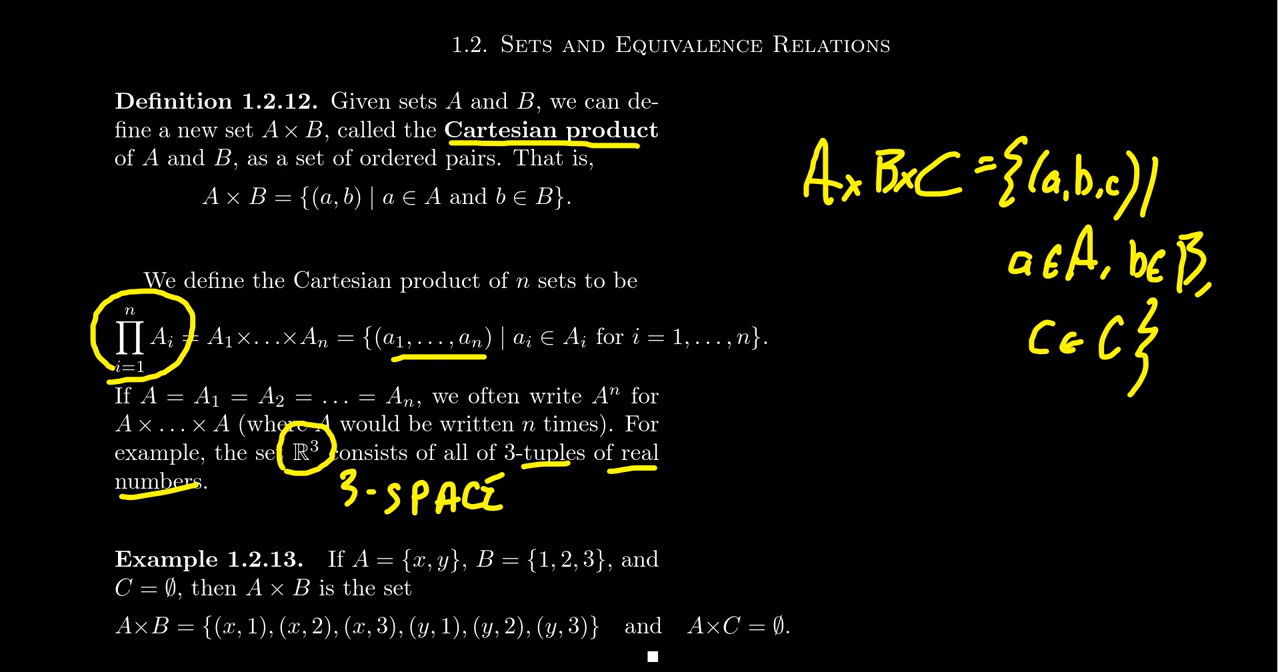 1.2. Sets and Equivalence Relations
Definition 1.2.12. Given sets A and B, we can de-
fine a new set A × B, called the Cartesian product
of A and B, as a set of ordered pairs. That is,
A × B = {(a, b) | a ∈ A and b ∈ B}.
We define the Cartesian product of n sets to be
n
∏ A_i = A_1 × . . . × A_n = {(a_1, . . . , a_n) | a_i ∈ A_i for i = 1, . . . , n}.
i=1
If A = A_1 = A_2 = . . . = A_n, we often write A^n for
A × . . . × A (where A would be written n times). For
example, the set ℝ^3 consists of all of 3-tuples of real
numbers.
3-SPACE
Example 1.2.13. If A = {x, y}, B = {1, 2, 3}, and
C = ∅, then A × B is the set
A×B = {(x, 1), (x, 2), (x, 3), (y, 1), (y, 2), (y, 3)} and A×C = ∅.
A×B×C = {(a,b,c)|
a∈A, b∈B,
c∈C}